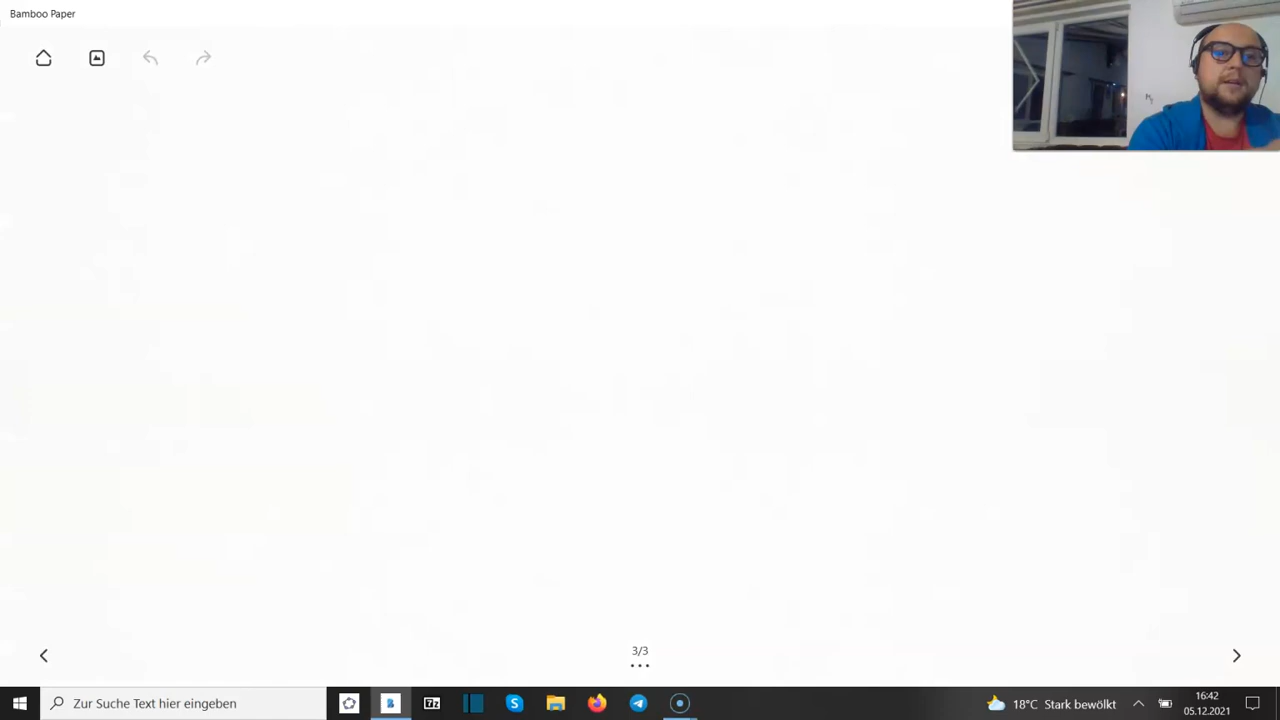 Bamboo Paper
3/3
Zur Suche Text hier eingeben
18°C Stark bewölkt
16:42
05.12.2021